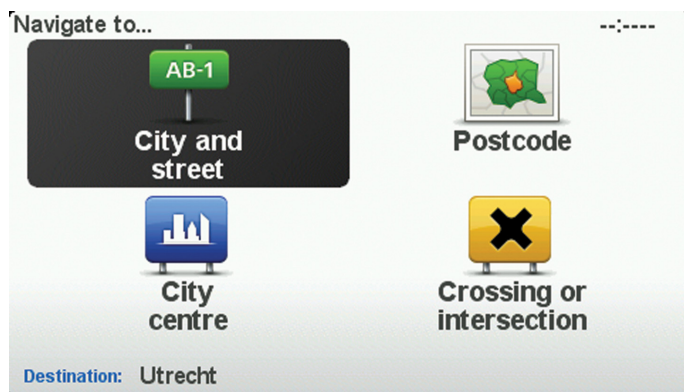 Navigate to... --:----
AB-1
City and
street
Postcode
City
centre
Crossing or
intersection
Destination: Utrecht